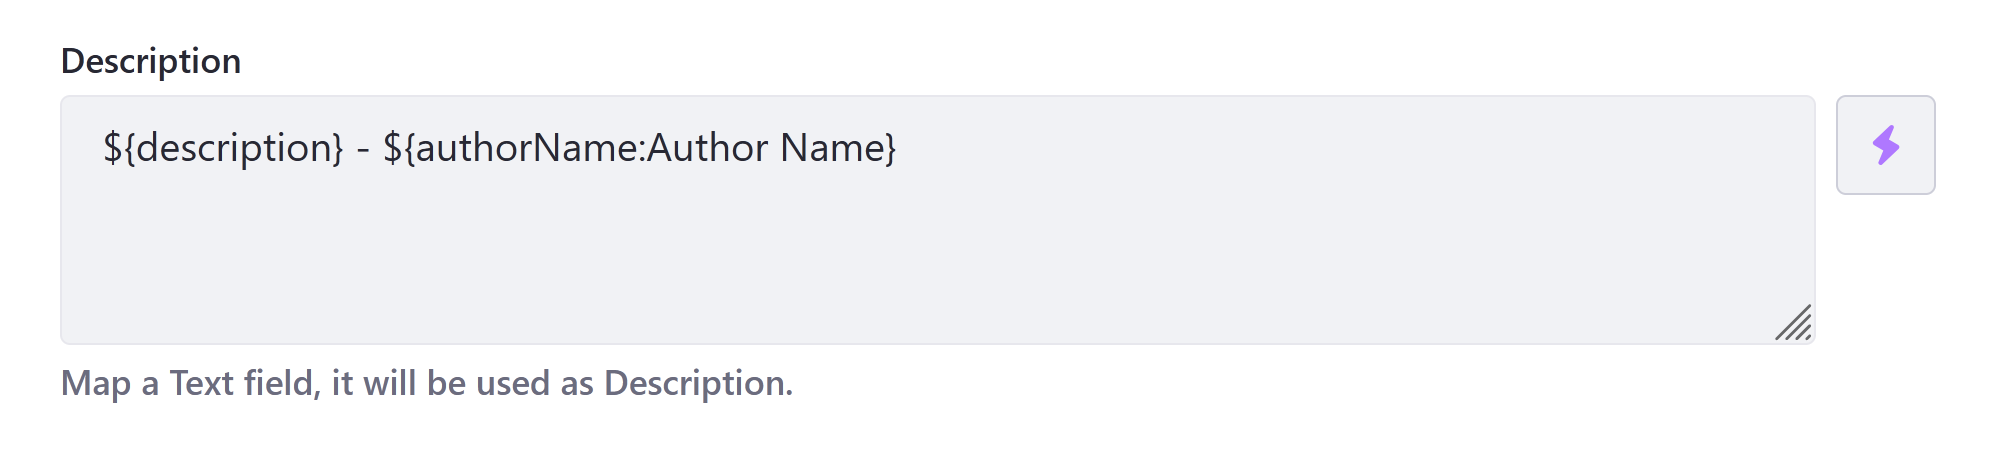 Description
${description} - ${authorName:Author Name}
Map a Text field, it will be used as Description.